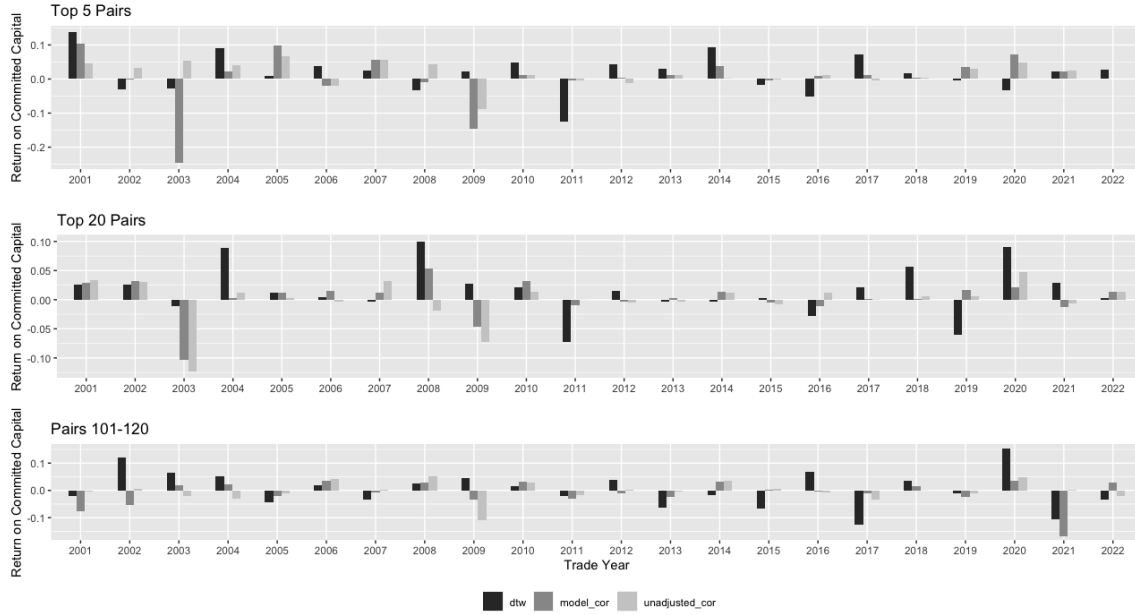 Top 5 Pairs
Return on Committed Capital
0.1
0.0
-0.1
-0.2
2001 2002 2003 2004 2005 2006 2007 2008 2009 2010 2011 2012 2013 2014 2015 2016 2017 2018 2019 2020 2021 2022
Top 20 Pairs
Return on Committed Capital
0.10
0.05
0.00
-0.05
-0.10
2001 2002 2003 2004 2005 2006 2007 2008 2009 2010 2011 2012 2013 2014 2015 2016 2017 2018 2019 2020 2021 2022
Pairs 101-120
Return on Committed Capital
0.1
0.0
-0.1
2001 2002 2003 2004 2005 2006 2007 2008 2009 2010 2011 2012 2013 2014 2015 2016 2017 2018 2019 2020 2021 2022
Trade Year
dtw model_cor unadjusted_cor